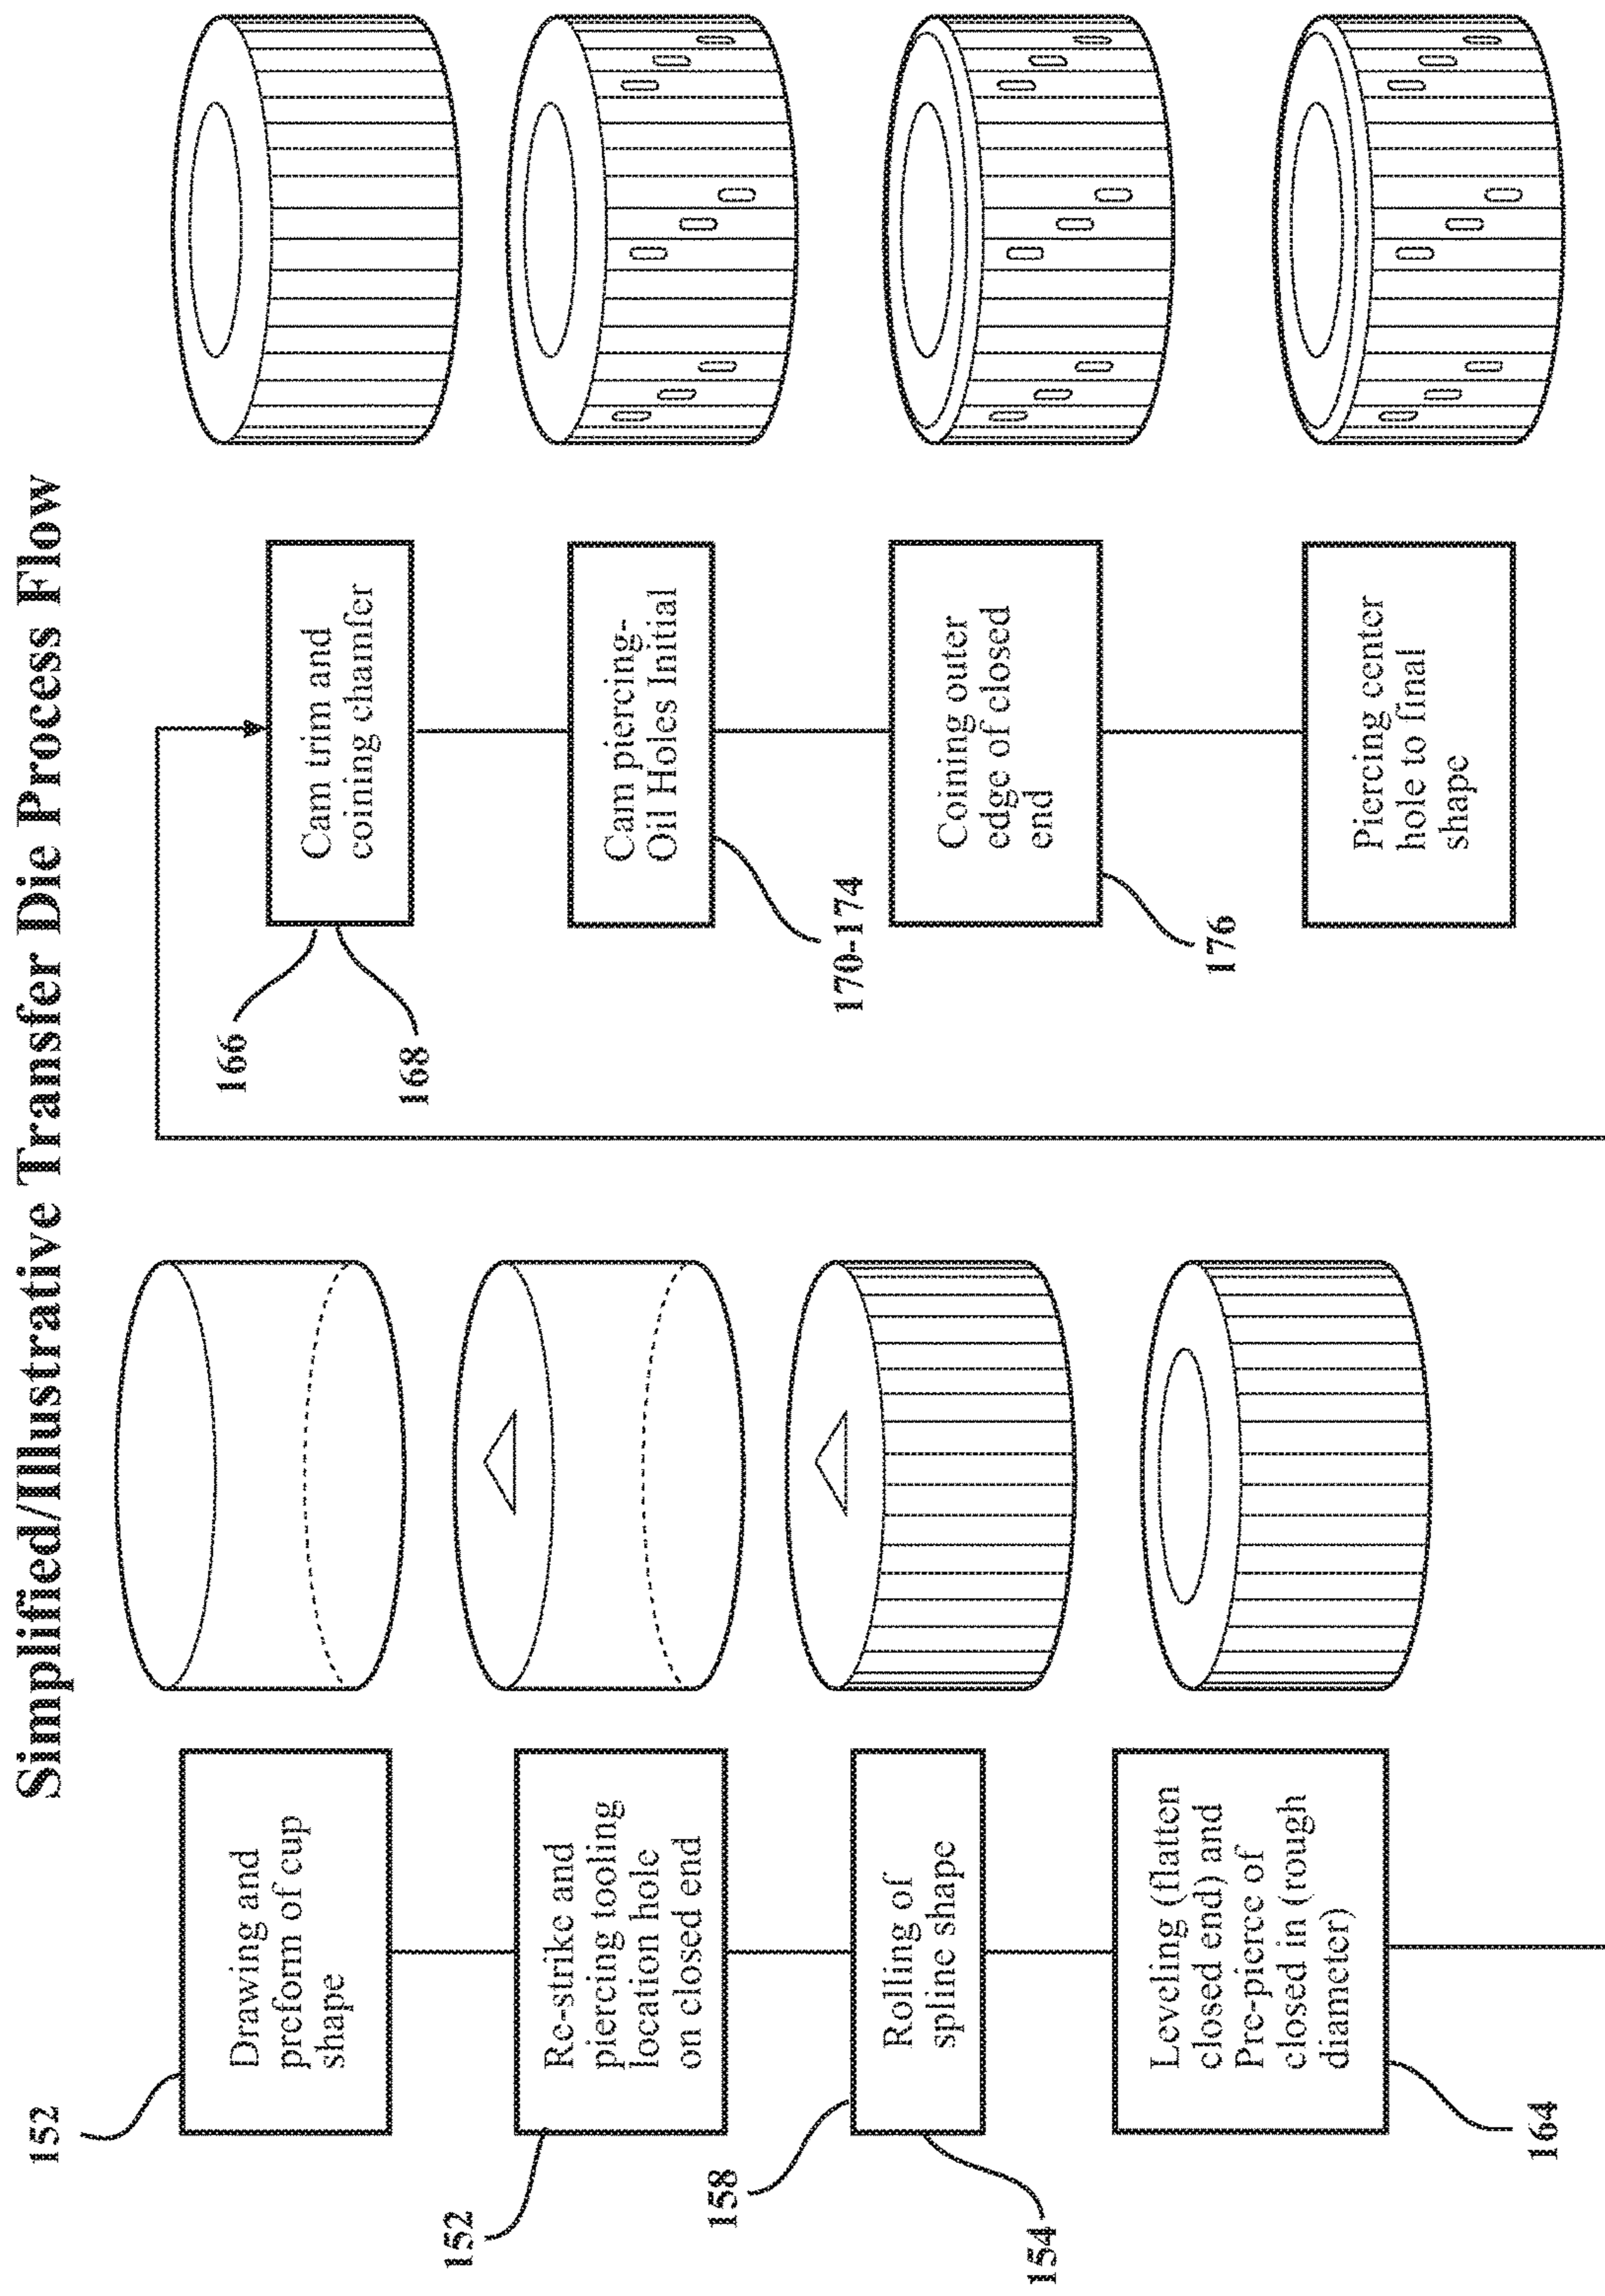 Simplified/Illustrative Transfer Die Process Flow
152
Drawing and
preform of cup
shape
152
Re-strike and
piercing tooling
location hole
on closed end
158
154
Rolling of
spline shape
Leveling (flatten
closed end) and
Pre-pierce of
closed in (rough
diameter)
164
166
168
Cam trim and
coining chamfer
Cam piercing-
Oil Holes Initial
170-174
Coining outer
edge of closed
end
176
Piercing center
hole to final
shape